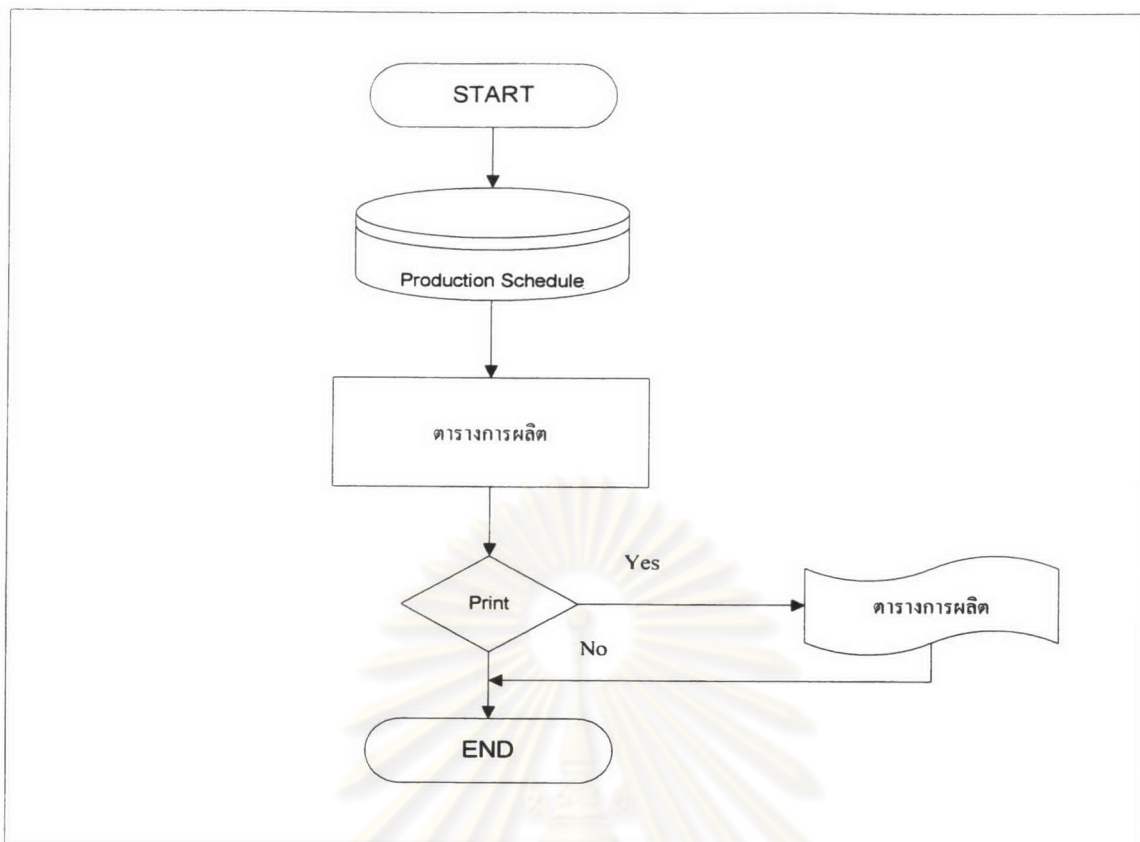 START
Production Schedule
ตารางการผลิต
Print
Yes
ตารางการผลิต
No
END